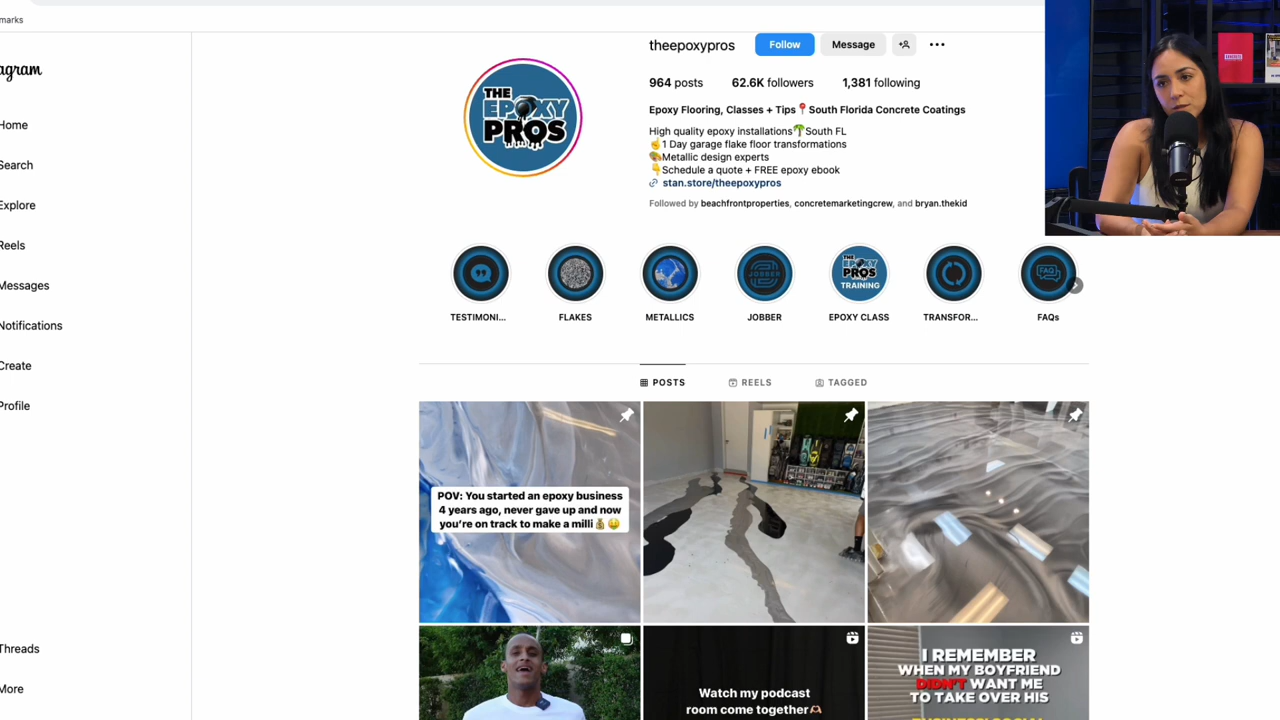 marks
agram
Home
Search
Explore
Reels
Messages
Notifications
Create
Profile
Threads
More
THE
EPOXY
PROS
theepoxypros
Follow
Message
964 posts
62.6K followers
1,381 following
Epoxy Flooring, Classes + Tips📍South Florida Concrete Coatings
High quality epoxy installations🌴South FL
☝️1 Day garage flake floor transformations
🎨Metallic design experts
👇Schedule a quote + FREE epoxy ebook
stan.store/theepoxypros
Followed by beachfrontproperties, concretemarketingcrew, and bryan.thekid
JOBBER
THE
EPOXY
PROS
TRAINING
FAQ
TESTIMONI...
FLAKES
METALLICS
JOBBER
EPOXY CLASS
TRANSFOR...
FAQs
POSTS
REELS
TAGGED
POV: You started an epoxy business
4 years ago, never gave up and now
you're on track to make a milli💰🤑
Watch my podcast
room come together🫶🏼
I REMEMBER
WHEN MY BOYFRIEND
DIDN'T WANT ME
TO TAKE OVER HIS